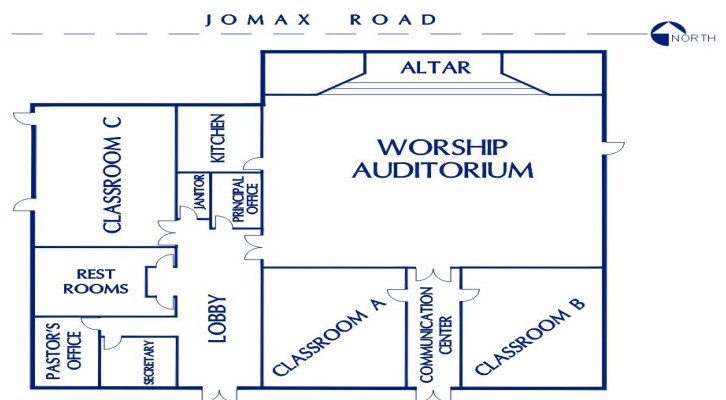 JOMAX ROAD
NORTH
ALTAR
WORSHIP
AUDITORIUM
KITCHEN
CLASSROOM C
JANITOR
PRINCIPAL
OFFICE
REST
ROOMS
LOBBY
PASTOR'S
OFFICE
SECRETARY
CLASSROOM A
COMMUNICATION
CENTER
CLASSROOM B